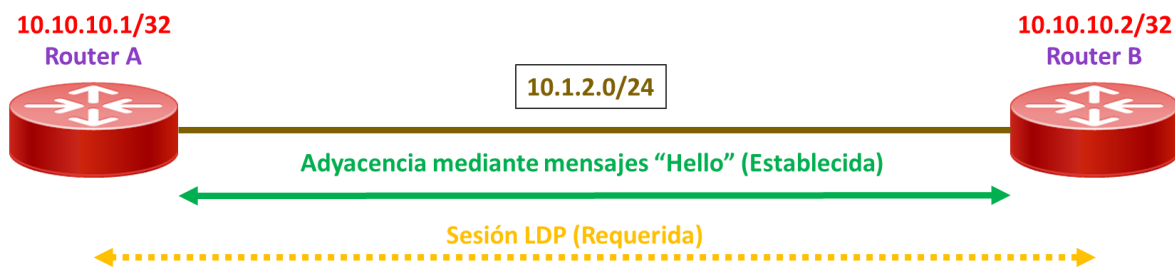 10.10.10.1/32
Router A
10.10.10.2/32
Router B
10.1.2.0/24
Adyacencia mediante mensajes “Hello” (Establecida)
Sesión LDP (Requerida)